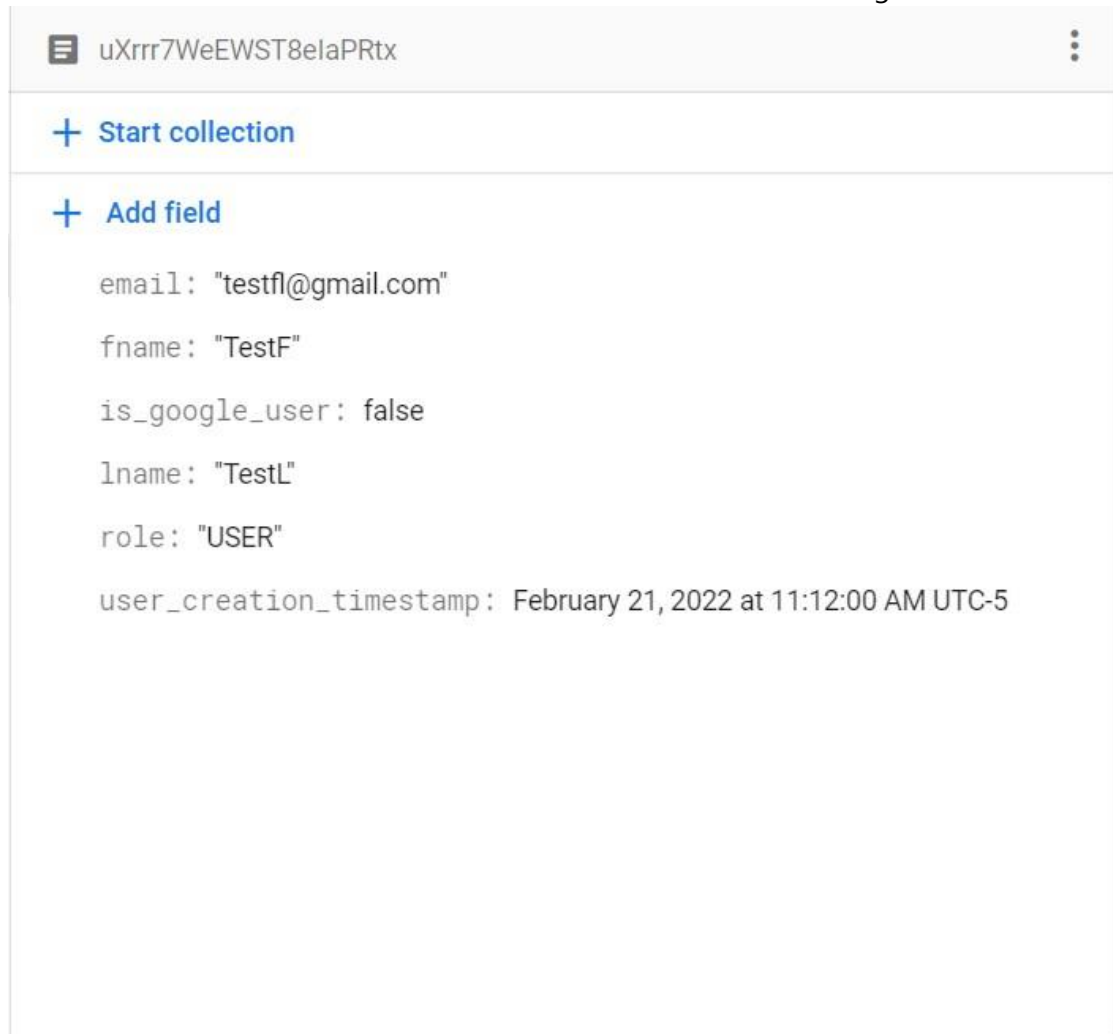 uXrrr7WeEWST8eIaPRtx
+ Start collection
+ Add field
email: "testfl@gmail.com"
fname: "TestF"
is_google_user: false
lname: "TestL"
role: "USER"
user_creation_timestamp: February 21, 2022 at 11:12:00 AM UTC-5